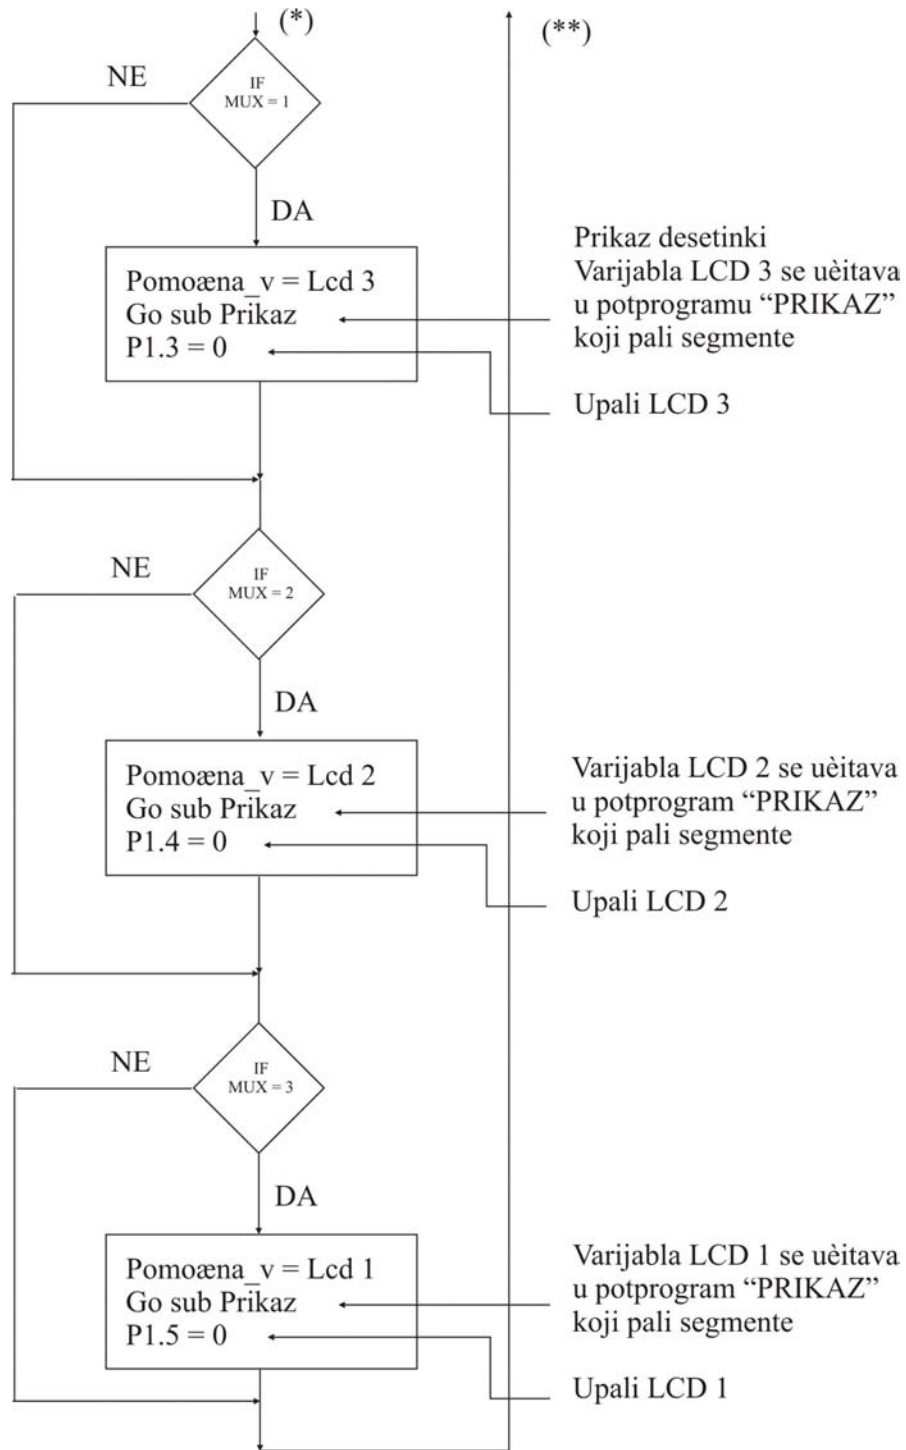 (*)
(**)
NE
IF
MUX = 1
DA
Pomoæna_v = Lcd 3
Go sub Prikaz
P1.3 = 0
Prikaz desetinki
Varijabla LCD 3 se uèitava
u potprogramu “PRIKAZ”
koji pali segmente
Upali LCD 3
NE
IF
MUX = 2
DA
Pomoæna_v = Lcd 2
Go sub Prikaz
P1.4 = 0
Varijabla LCD 2 se uèitava
u potprogram “PRIKAZ”
koji pali segmente
Upali LCD 2
NE
IF
MUX = 3
DA
Pomoæna_v = Lcd 1
Go sub Prikaz
P1.5 = 0
Varijabla LCD 1 se uèitava
u potprogram “PRIKAZ”
koji pali segmente
Upali LCD 1